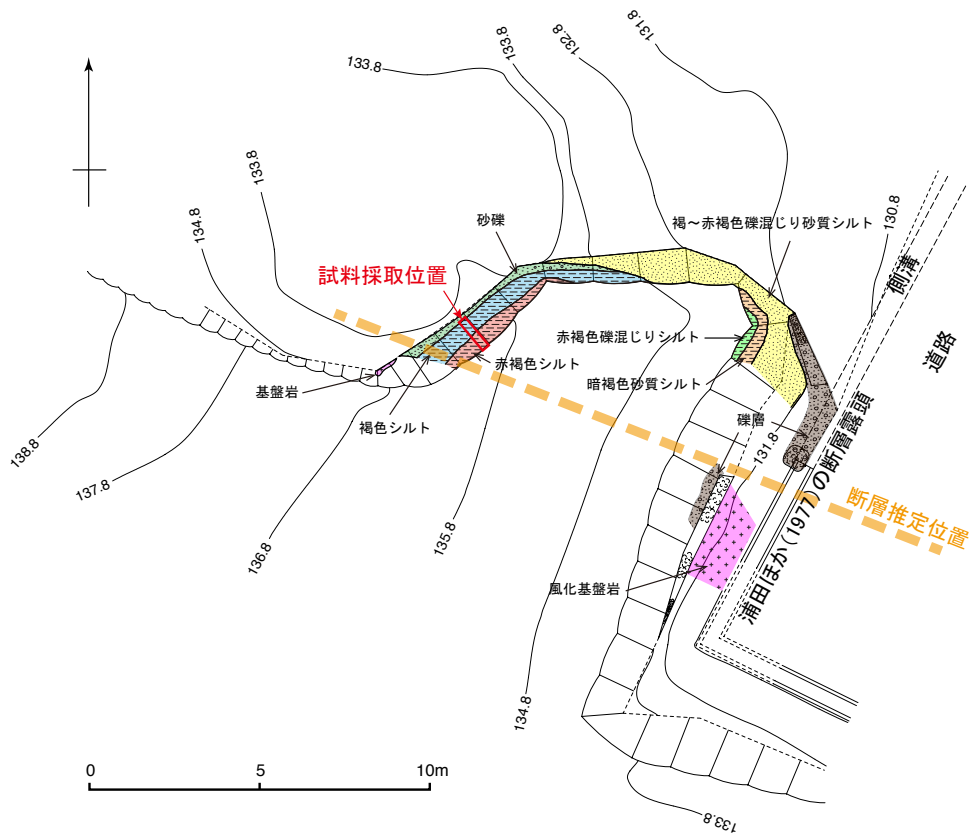 133.8
133.8
132.8
131.8
133.8
134.8
130.8
砂礫
褐~赤褐色礫混じり砂質シルト
試料採取位置
側溝
道路
赤褐色礫混じりシルト
赤褐色シルト
暗褐色砂質シルト
基盤岩
褐色シルト
礫層
131.8
138.8
137.8
136.8
135.8
断層推定位置
浦田ほか(1977)の断層露頭
風化基盤岩
134.8
0
5
10m
133.8